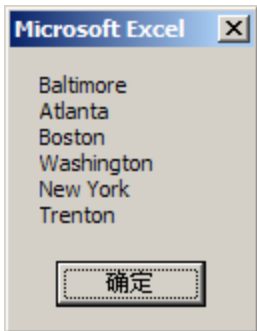 Microsoft Excel
Baltimore
Atlanta
Boston
Washington
New York
Trenton
确定